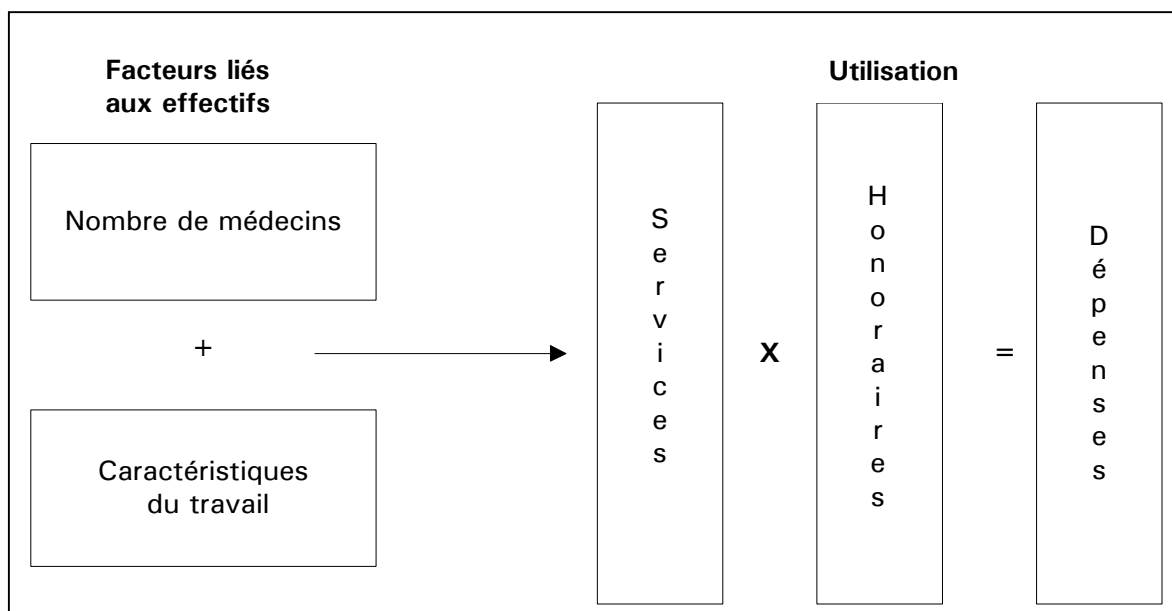 Facteurs liés
aux effectifs
Nombre de médecins
+
Caractéristiques
du travail
Utilisation
Services
X
Honoraires
=
Dépenses